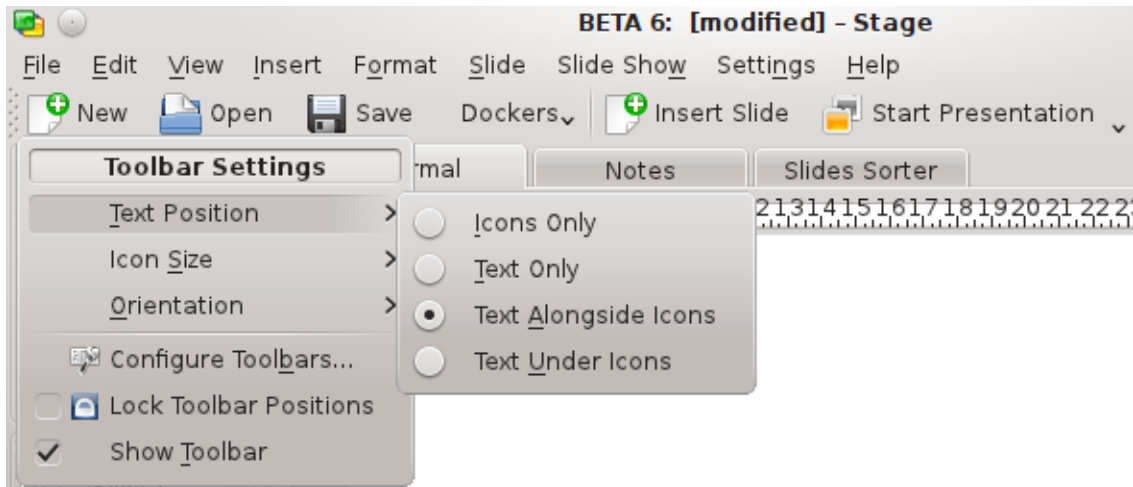 BETA 6:  [modified] – Stage
File Edit View Insert Format Slide Slide Show Settings Help
New Open Save Dockers Insert Slide Start Presentation
Toolbar Settings
rmal Notes Slides Sorter
Text Position
Icon Size
Orientation
Configure Toolbars...
Lock Toolbar Positions
Show Toolbar
Icons Only
Text Only
Text Alongside Icons
Text Under Icons
213141516171819202122